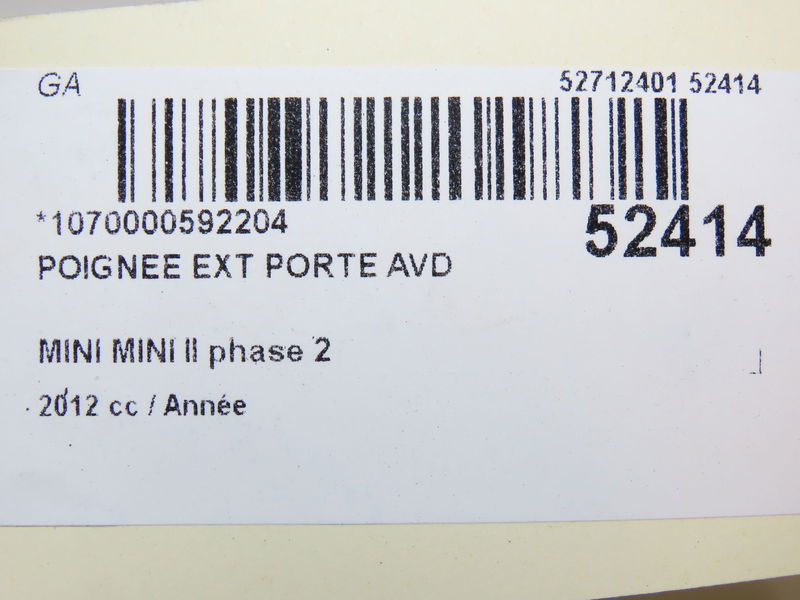 GA 52712401 52414
*1070000592204
52414
POIGNEE EXT PORTE AVD
MINI MINI II phase 2
2012 cc / Année